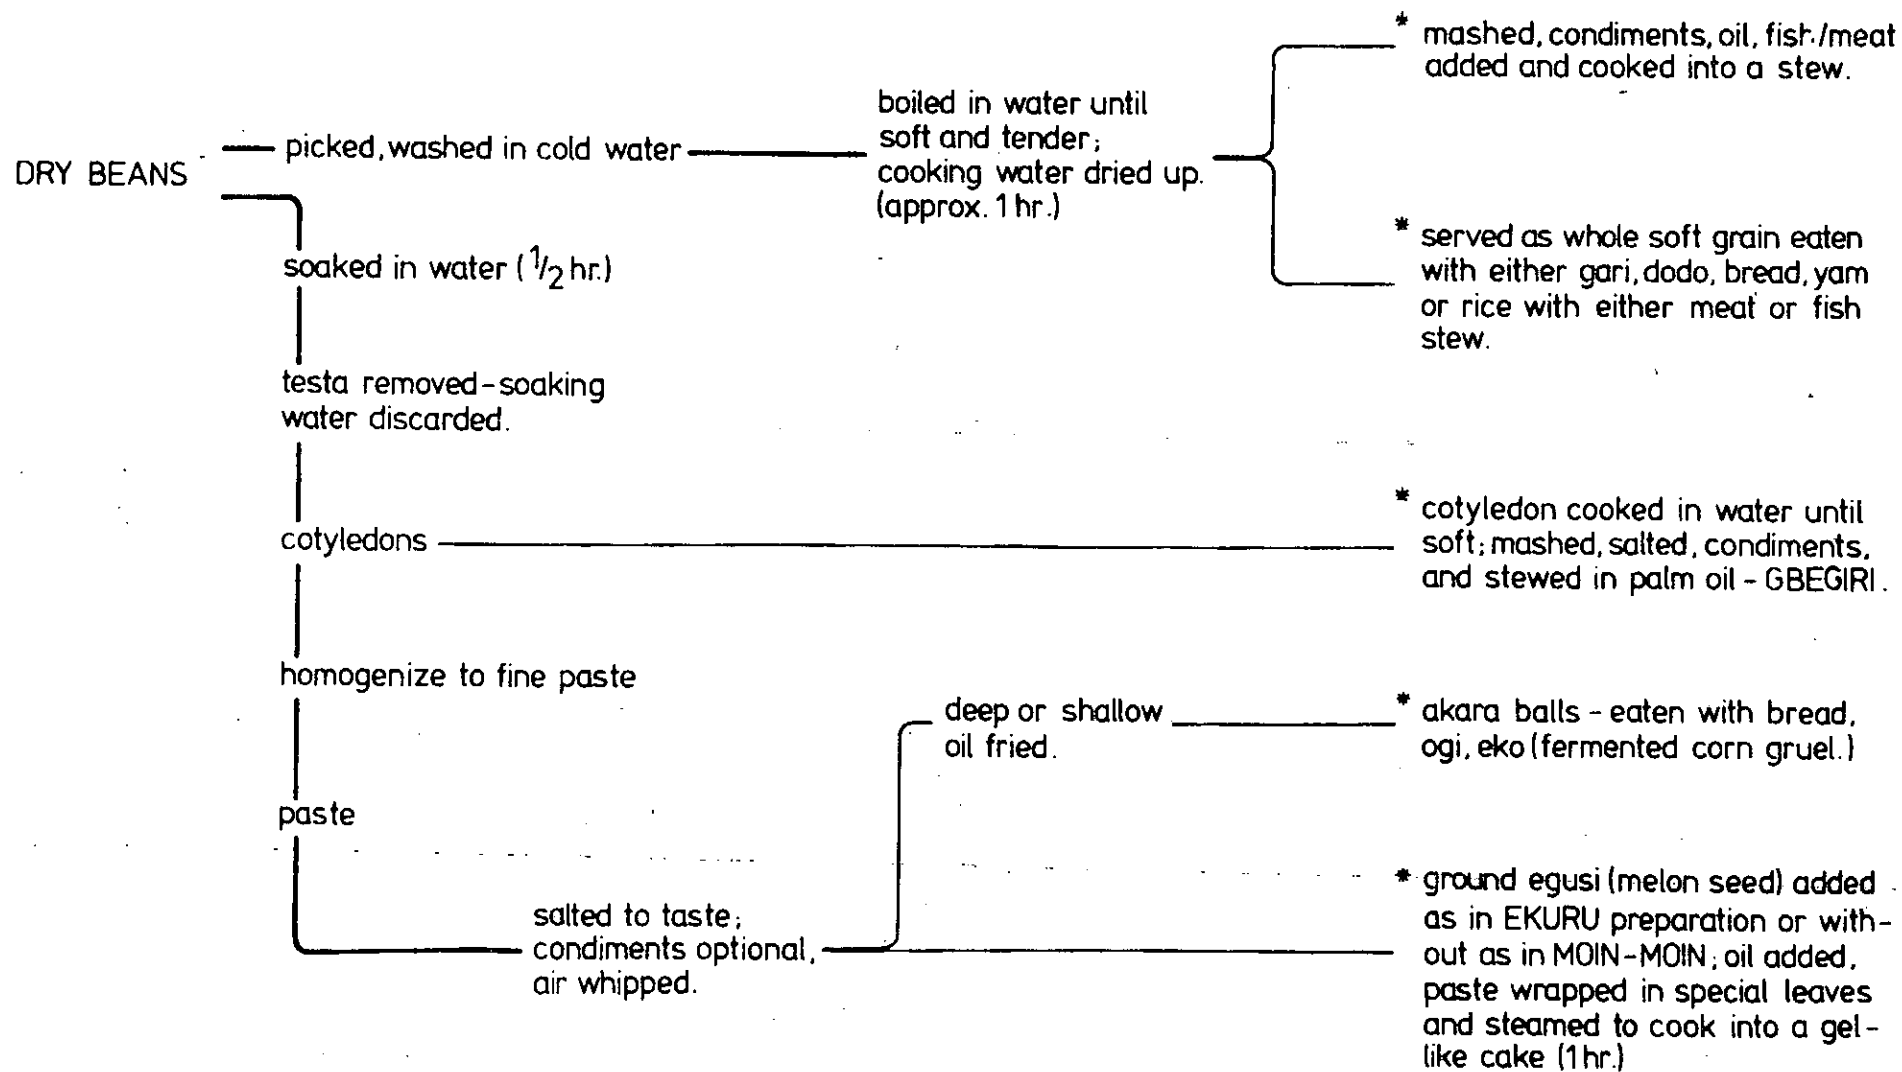 DRY BEANS
picked, washed in cold water
boiled in water until
soft and tender;
cooking water dried up.
(approx. 1 hr.)
* mashed, condiments, oil, fish/meat
added and cooked into a stew.
* served as whole soft grain eaten
with either gari, dodo, bread, yam
or rice with either meat or fish
stew.
soaked in water (1/2 hr.)
testa removed-soaking
water discarded.
cotyledons
* cotyledon cooked in water until
soft; mashed, salted, condiments,
and stewed in palm oil - GBEGIRI.
homogenize to fine paste
paste
salted to taste;
condiments optional,
air whipped.
deep or shallow
oil fried.
* akara balls - eaten with bread,
ogi, eko (fermented corn gruel.)
* ground egusi (melon seed) added
as in EKURU preparation or with-
out as in MOIN-MOIN; oil added,
paste wrapped in special leaves
and steamed to cook into a gel-
like cake (1 hr.)